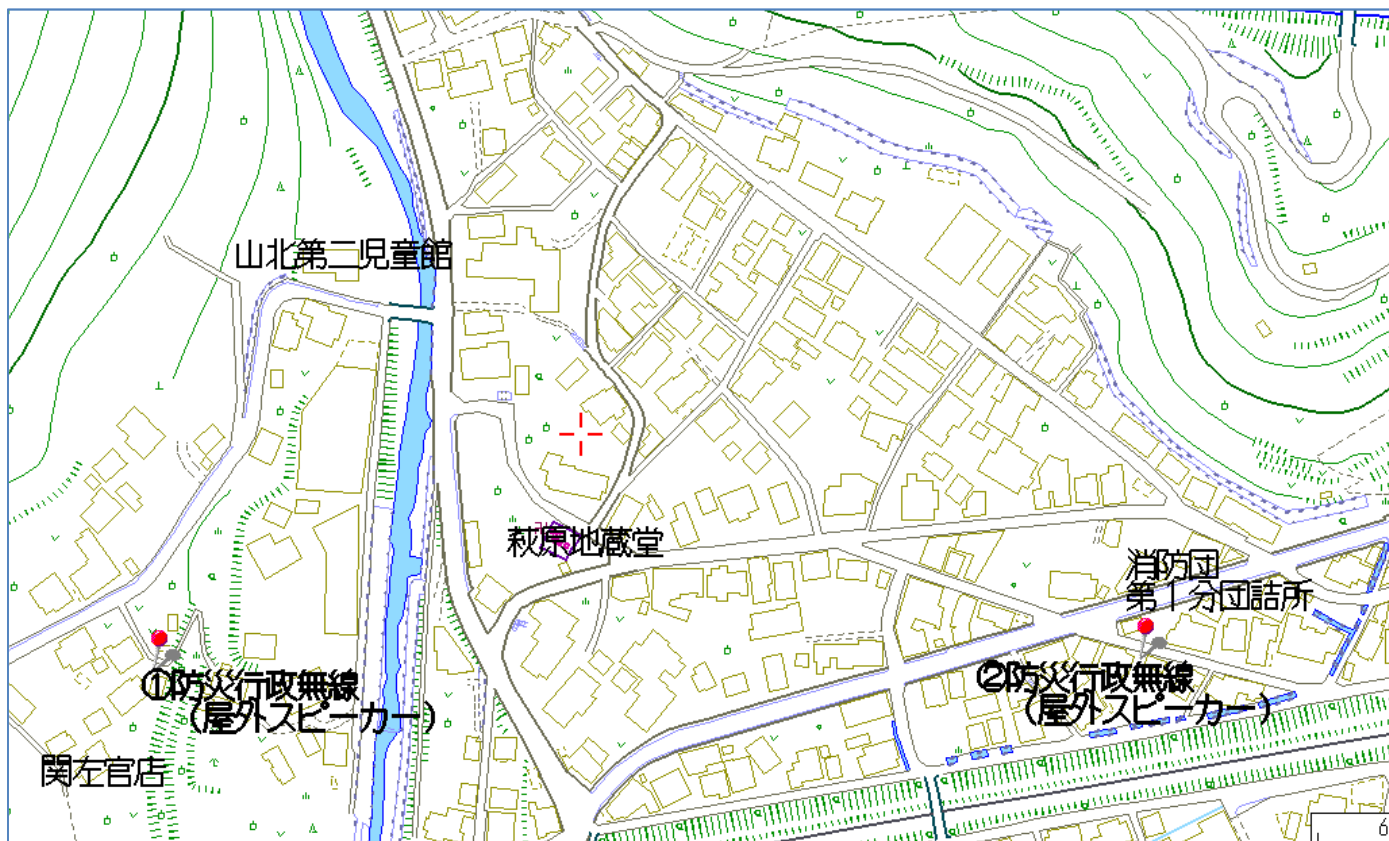 山北第二児童館
萩原地蔵堂
消防団
第１分団詰所
①防災行政無線
（屋外スピーカー）
②防災行政無線
（屋外スピーカー）
関左官店
6